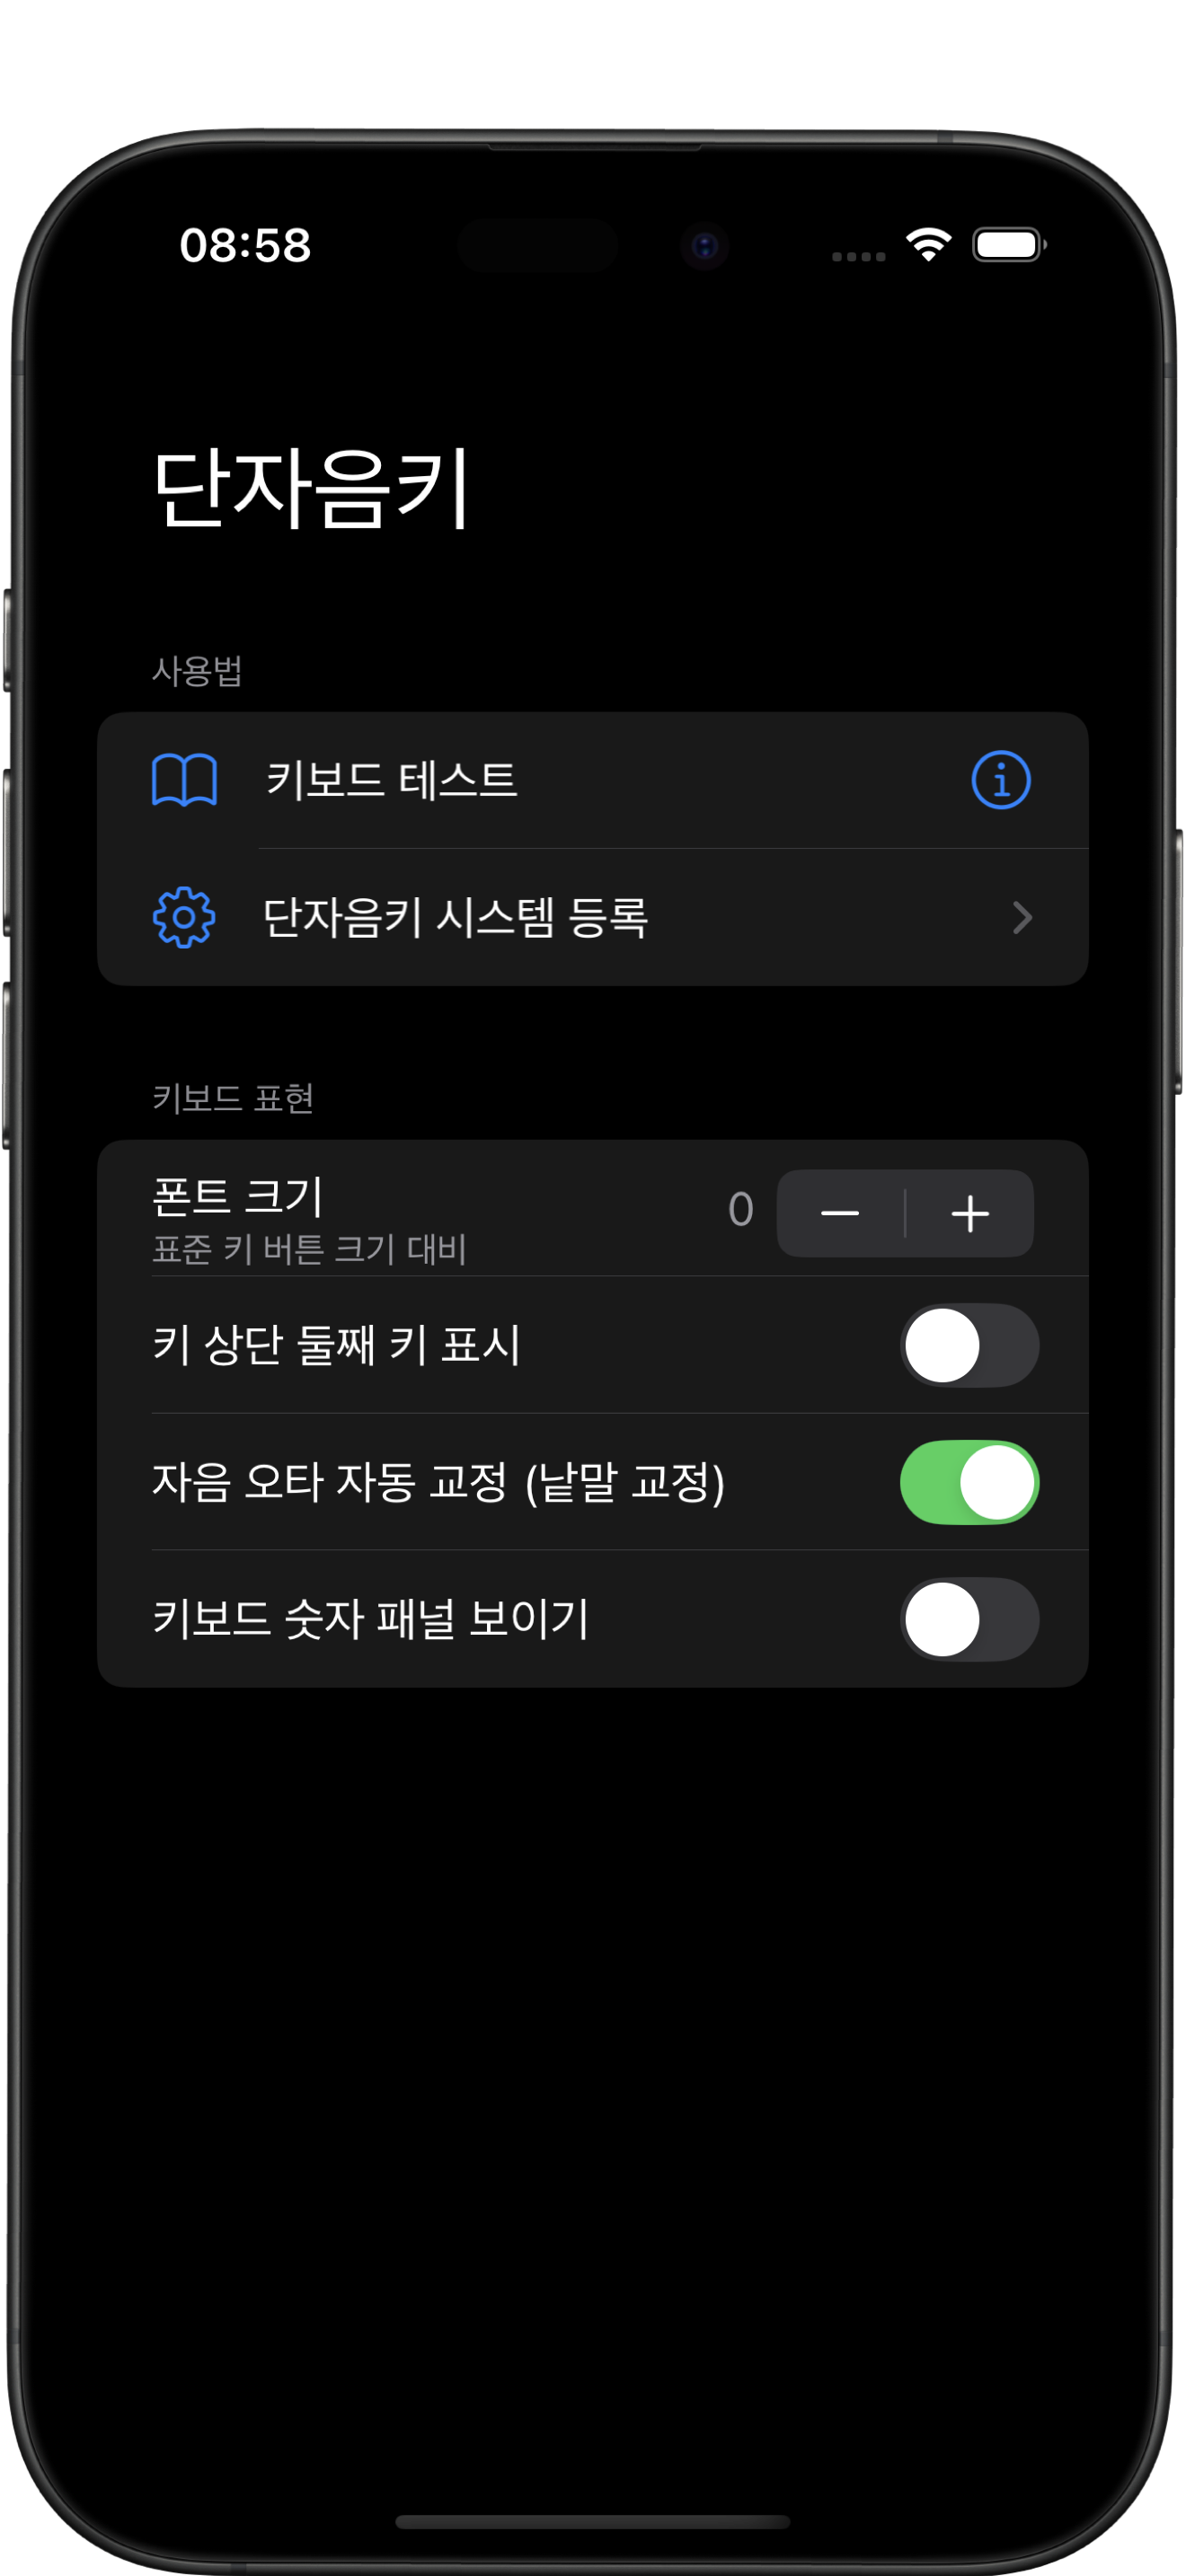 08:58
단자음키
사용법
키보드 테스트
단자음키 시스템 등록
키보드 표현
폰트 크기
0
표준 키 버튼 크기 대비
키 상단 둘째 키 표시
자음 오타 자동 교정 (낱말 교정)
키보드 숫자 패널 보이기